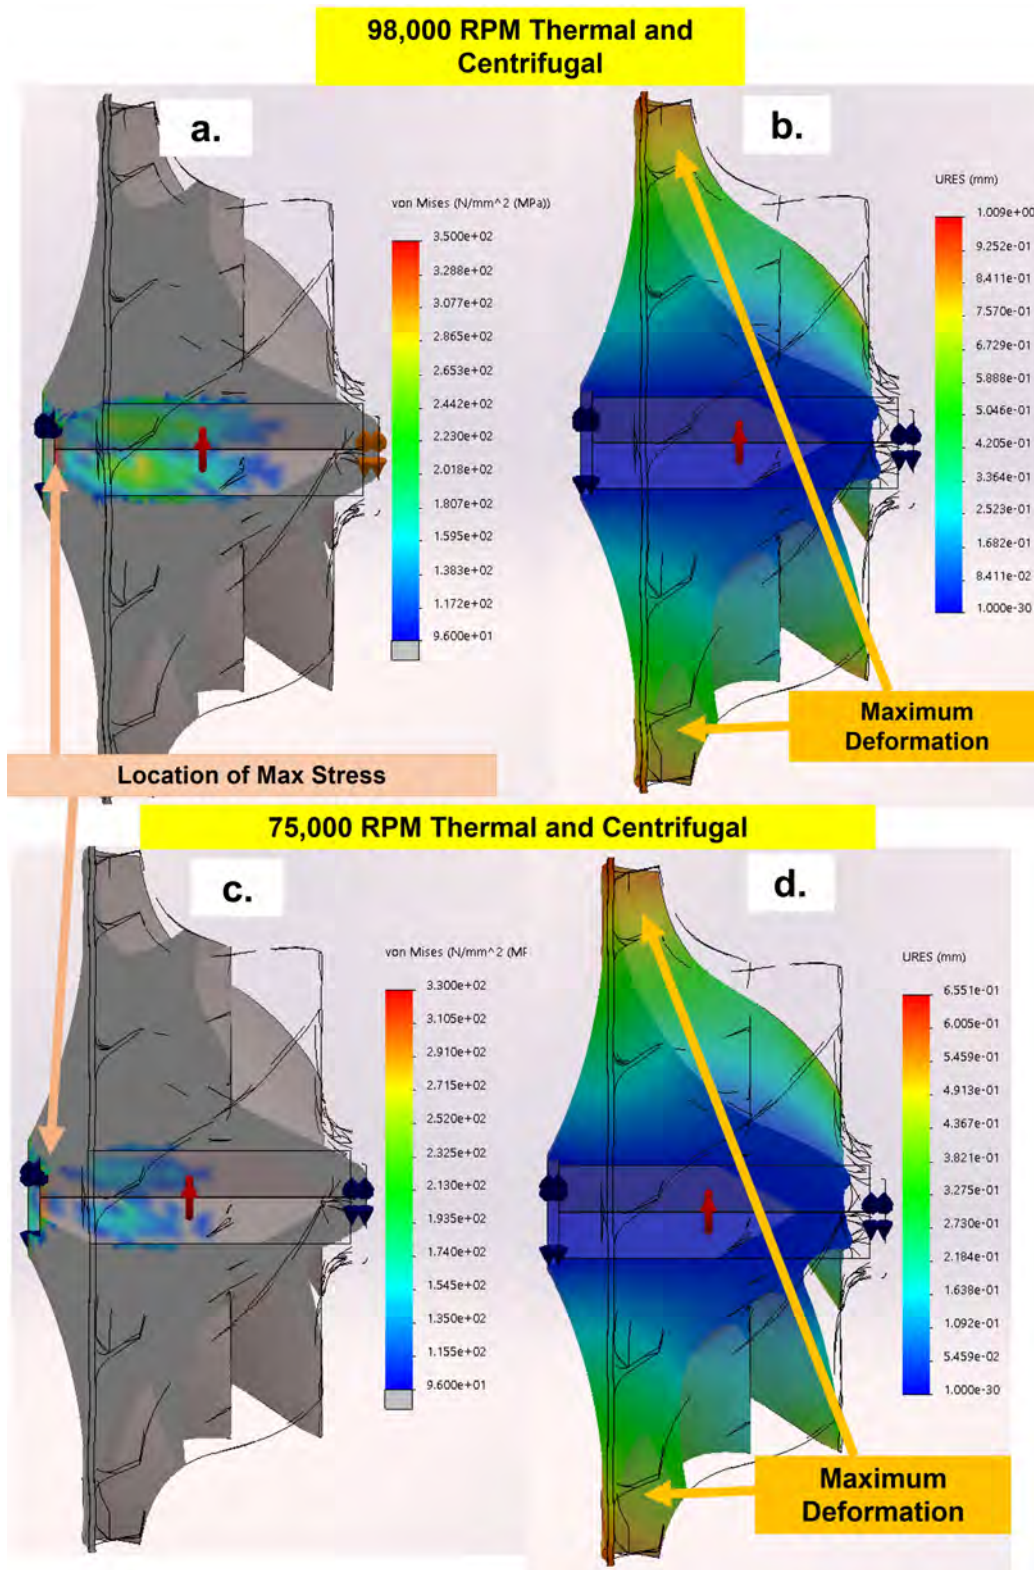 98,000 RPM Thermal and
Centrifugal
a.
von Mises (N/mm^2 (MPa))
3.500e+02
3.288e+02
3.077e+02
2.865e+02
2.653e+02
2.442e+02
2.230e+02
2.018e+02
1.807e+02
1.595e+02
1.383e+02
1.172e+02
9.600e+01
b.
URES (mm)
1.009e+00
9.252e-01
8.411e-01
7.570e-01
6.729e-01
5.888e-01
5.046e-01
4.205e-01
3.364e-01
2.523e-01
1.682e-01
8.411e-02
1.000e-30
Maximum
Deformation
Location of Max Stress
75,000 RPM Thermal and Centrifugal
c.
von Mises (N/mm^2 (MP
3.300e+02
3.105e+02
2.910e+02
2.715e+02
2.520e+02
2.325e+02
2.130e+02
1.935e+02
1.740e+02
1.545e+02
1.350e+02
1.155e+02
9.600e+01
d.
URES (mm)
6.551e-01
6.005e-01
5.459e-01
4.913e-01
4.367e-01
3.821e-01
3.275e-01
2.730e-01
2.184e-01
1.638e-01
1.092e-01
5.459e-02
1.000e-30
Maximum
Deformation